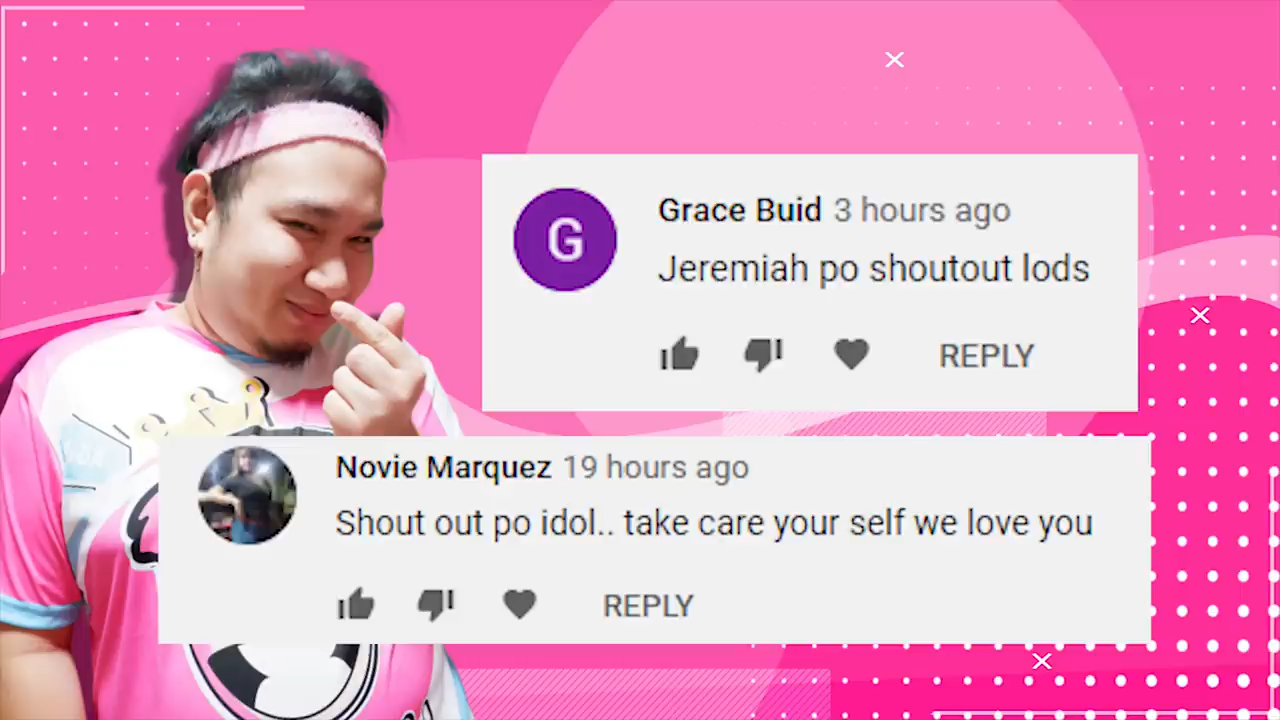 Grace Buid 3 hours ago
Jeremiah po shoutout lods
REPLY
G
Novie Marquez 19 hours ago
Shout out po idol.. take care your self we love you
REPLY